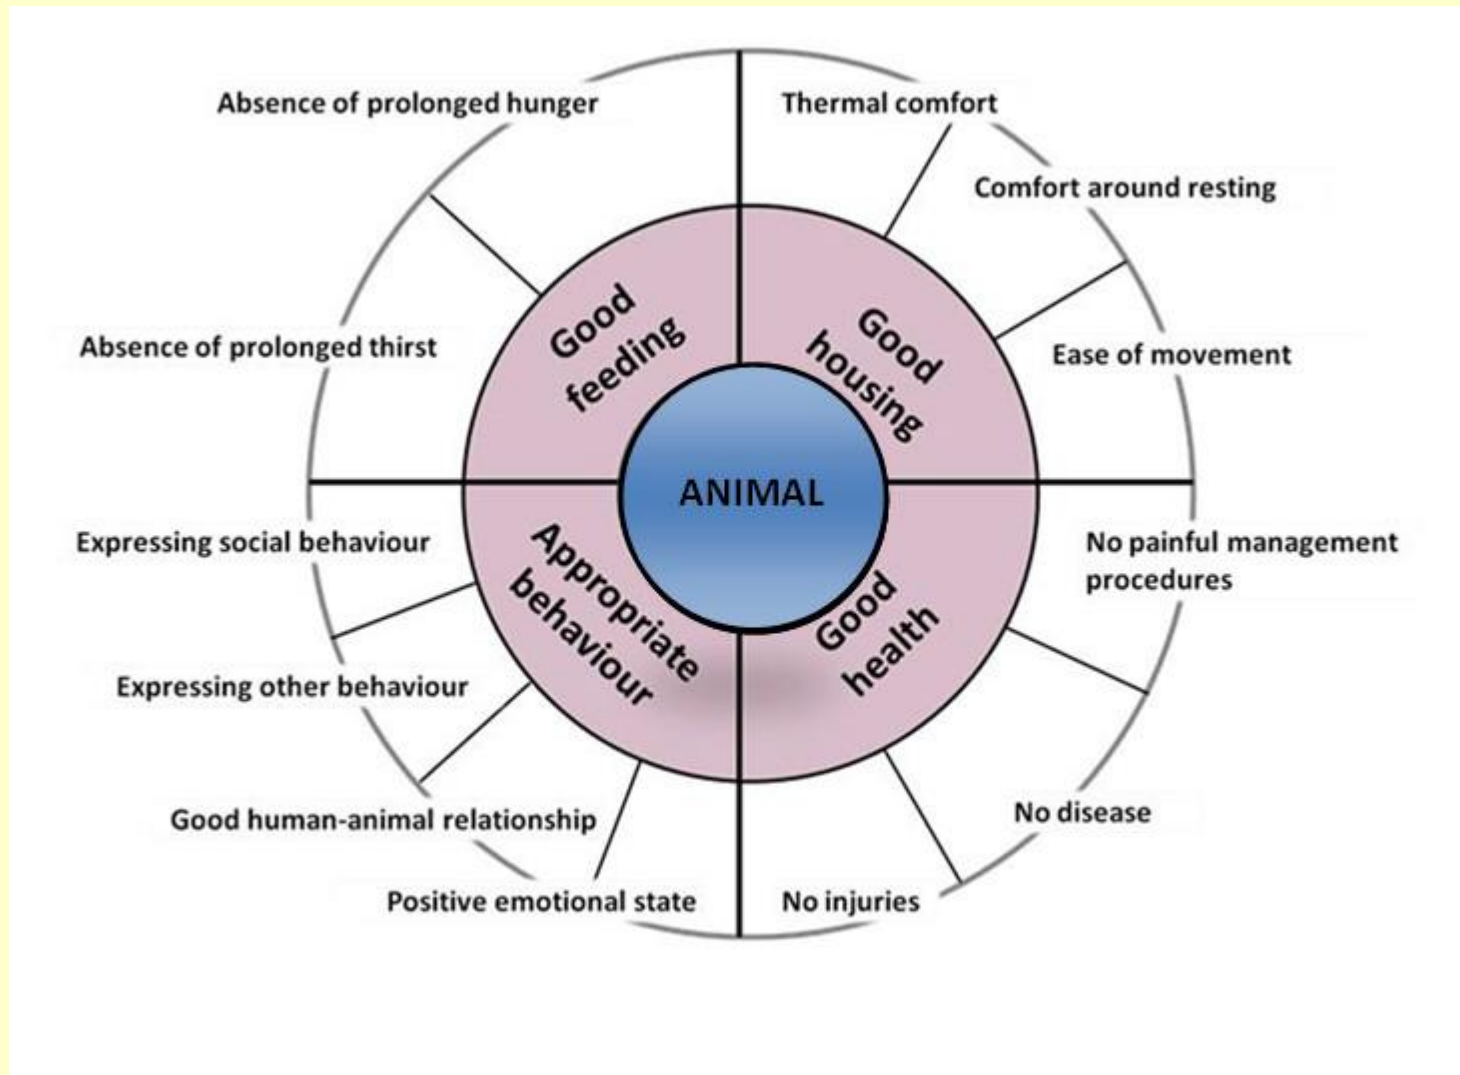 Absence of prolonged hunger
Thermal comfort
Comfort around resting
Absence of prolonged thirst
Ease of movement
Good
feeding
Good
housing
ANIMAL
Expressing social behaviour
No painful management
procedures
Appropriate
behaviour
Good
health
Expressing other behaviour
Good human-animal relationship
No disease
Positive emotional state
No injuries